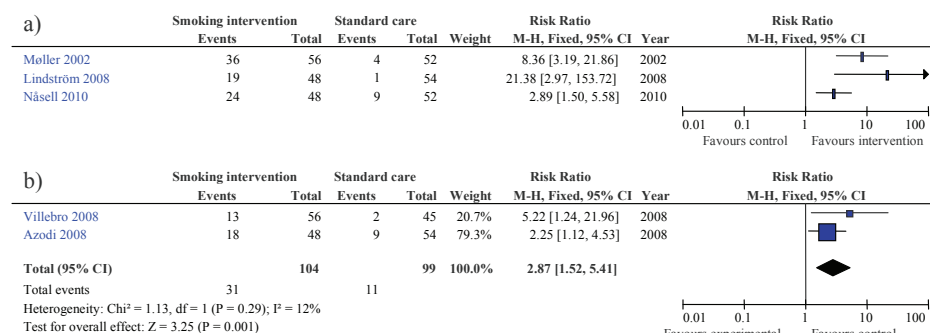 a)
Smoking intervention Standard care Risk Ratio Risk Ratio
Events Total Events Total Weight M-H, Fixed, 95% CI Year M-H, Fixed, 95% CI
Møller 2002 36 56 4 52 8.36 [3.19, 21.86] 2002
Lindström 2008 19 48 1 54 21.38 [2.97, 153.72] 2008
Nåsell 2010 24 48 9 52 2.89 [1.50, 5.58] 2010
0.01 0.1 1 10 100
Favours control Favours intervention
b)
Smoking intervention Standard care Risk Ratio Risk Ratio
Events Total Events Total Weight M-H, Fixed, 95% CI Year M-H, Fixed, 95% CI
Villebro 2008 13 56 2 45 20.7% 5.22 [1.24, 21.96] 2008
Azodi 2008 18 48 9 54 79.3% 2.25 [1.12, 4.53] 2008
Total (95% CI) 104 99 100.0% 2.87 [1.52, 5.41]
Total events 31 11
Heterogeneity: Chi² = 1.13, df = 1 (P = 0.29); I² = 12%
Test for overall effect: Z = 3.25 (P = 0.001)
0.01 0.1 1 10 100
Favours experimental Favours control